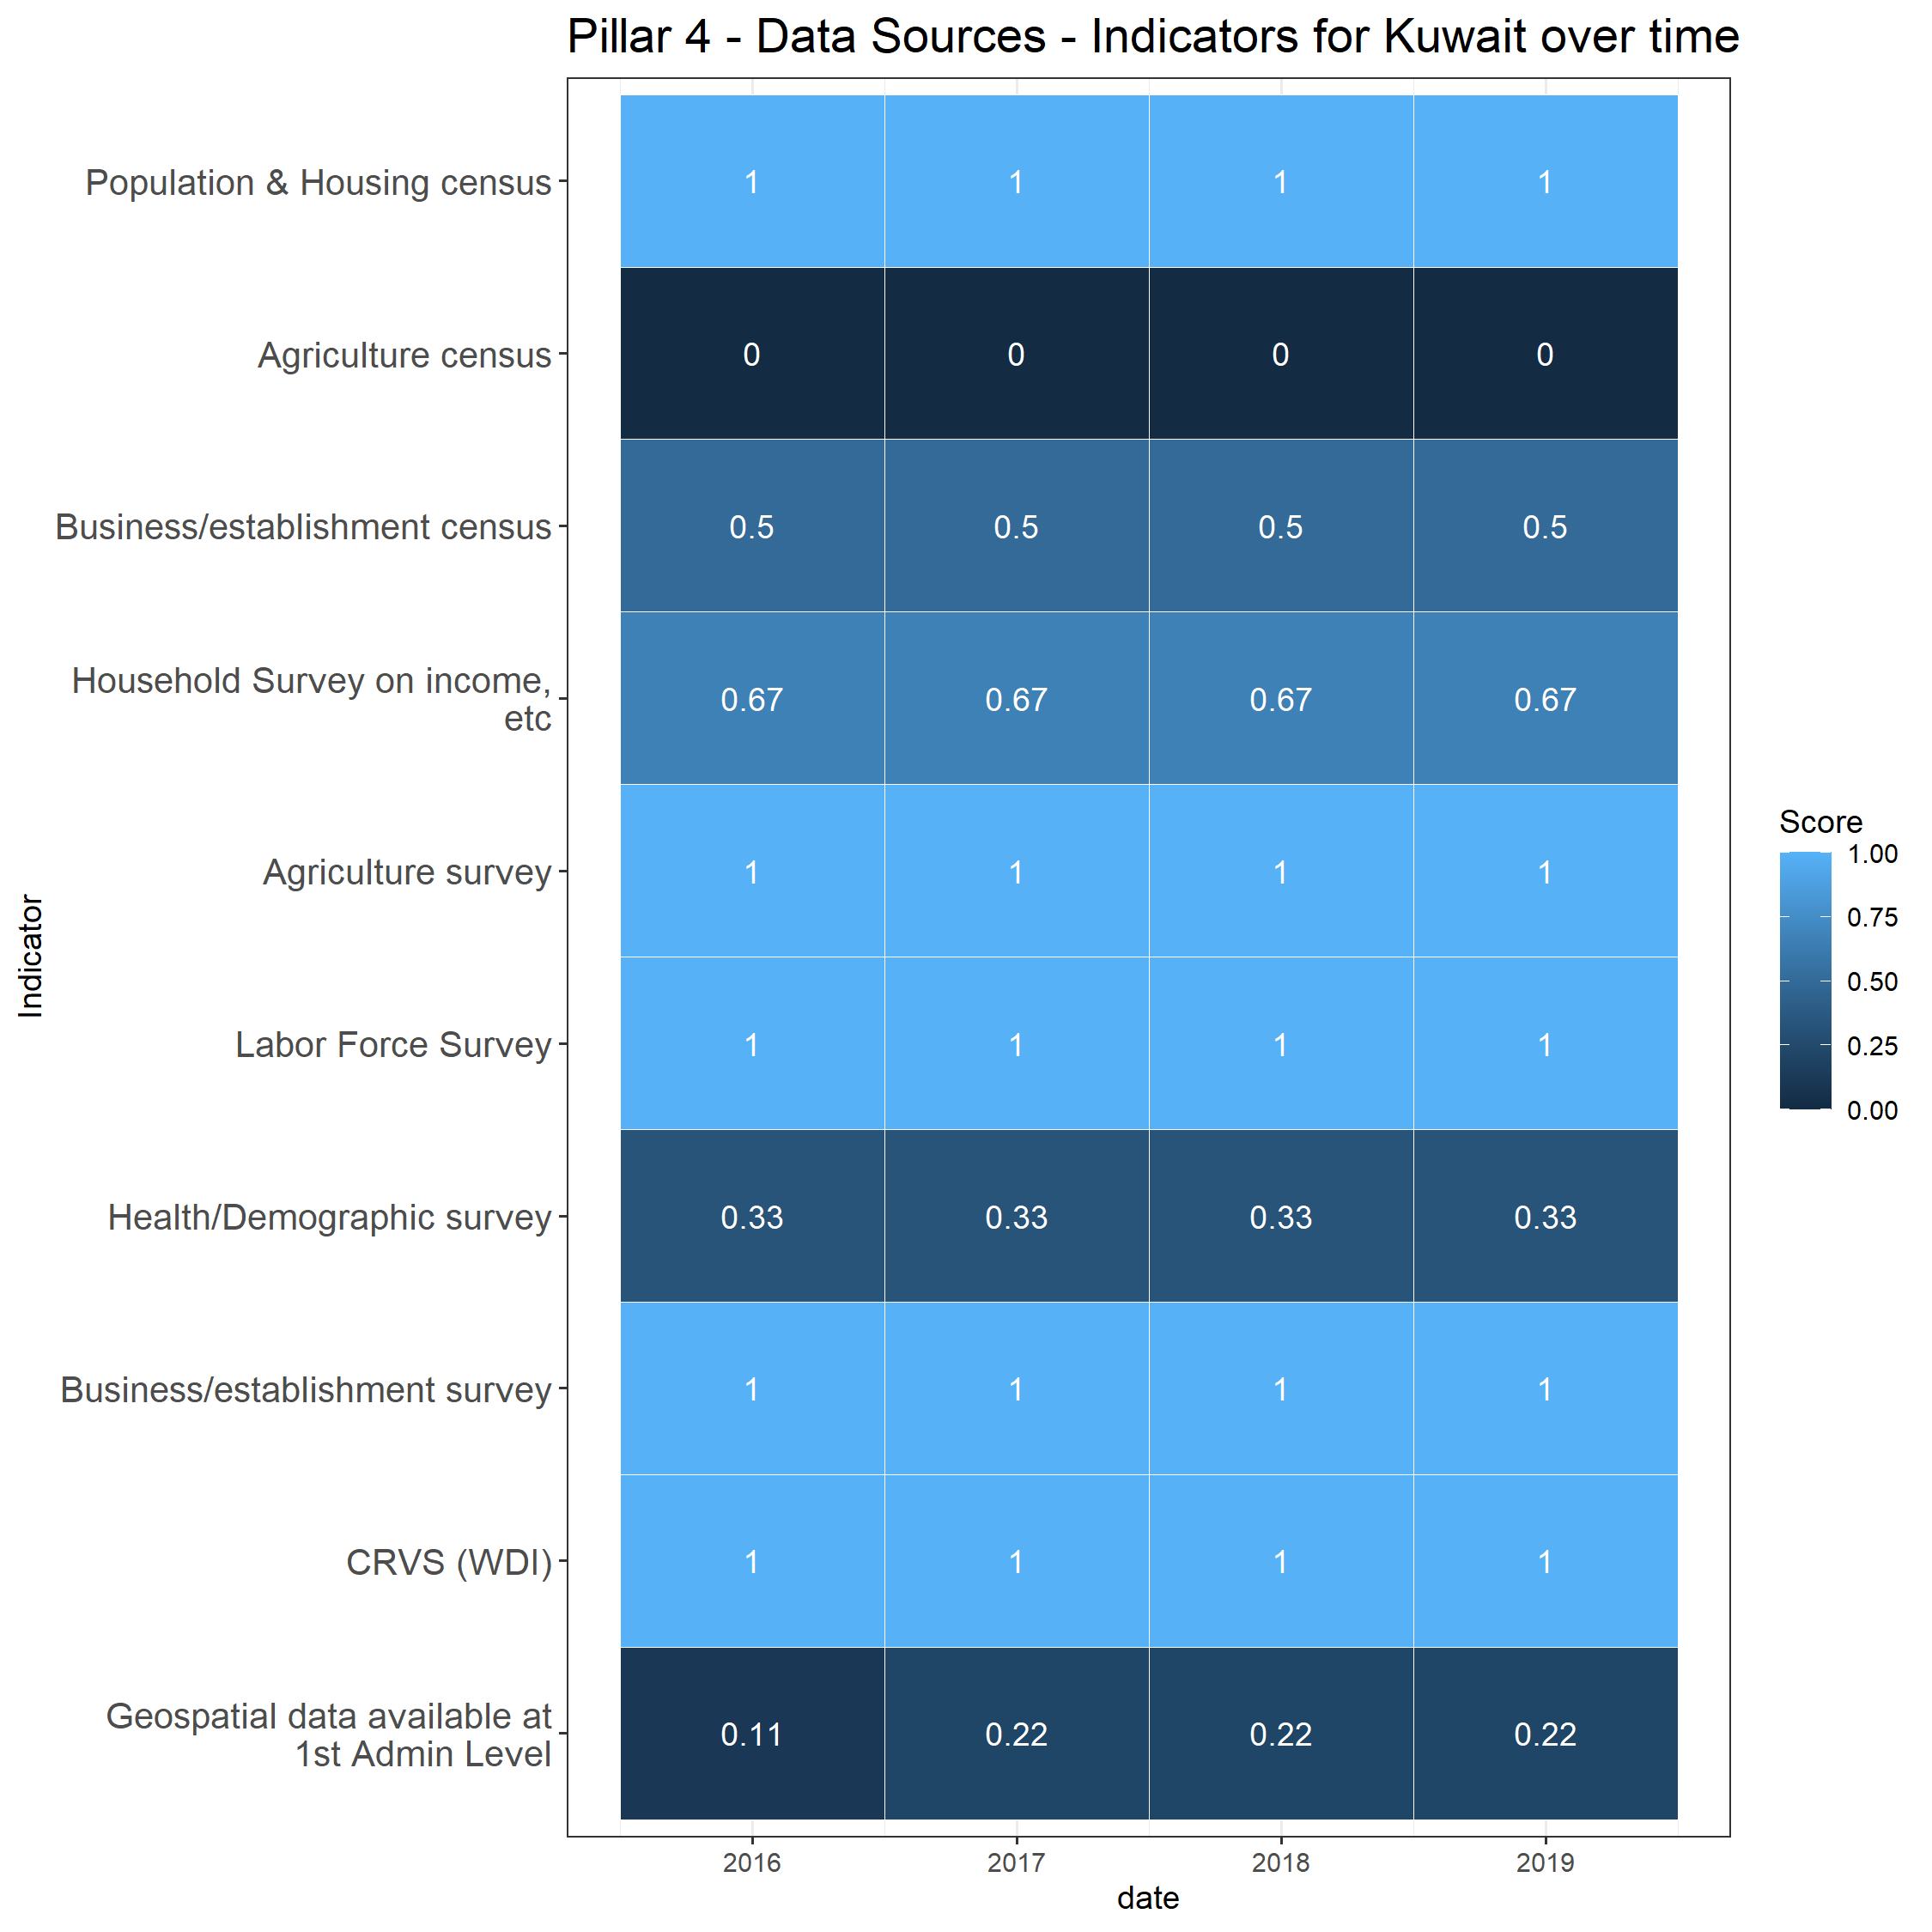 Pillar 4 - Data Sources - Indicators for Kuwait over time
Population & Housing census
1 1 1 1
Agriculture census
0 0 0 0
Business/establishment census
0.5 0.5 0.5 0.5
Household Survey on income,
etc
0.67 0.67 0.67 0.67
Agriculture survey
1 1 1 1
Labor Force Survey
1 1 1 1
Health/Demographic survey
0.33 0.33 0.33 0.33
Business/establishment survey
1 1 1 1
CRVS (WDI)
1 1 1 1
Geospatial data available at
1st Admin Level
0.11 0.22 0.22 0.22
2016 2017 2018 2019
date
Indicator
Score
1.00
0.75
0.50
0.25
0.00